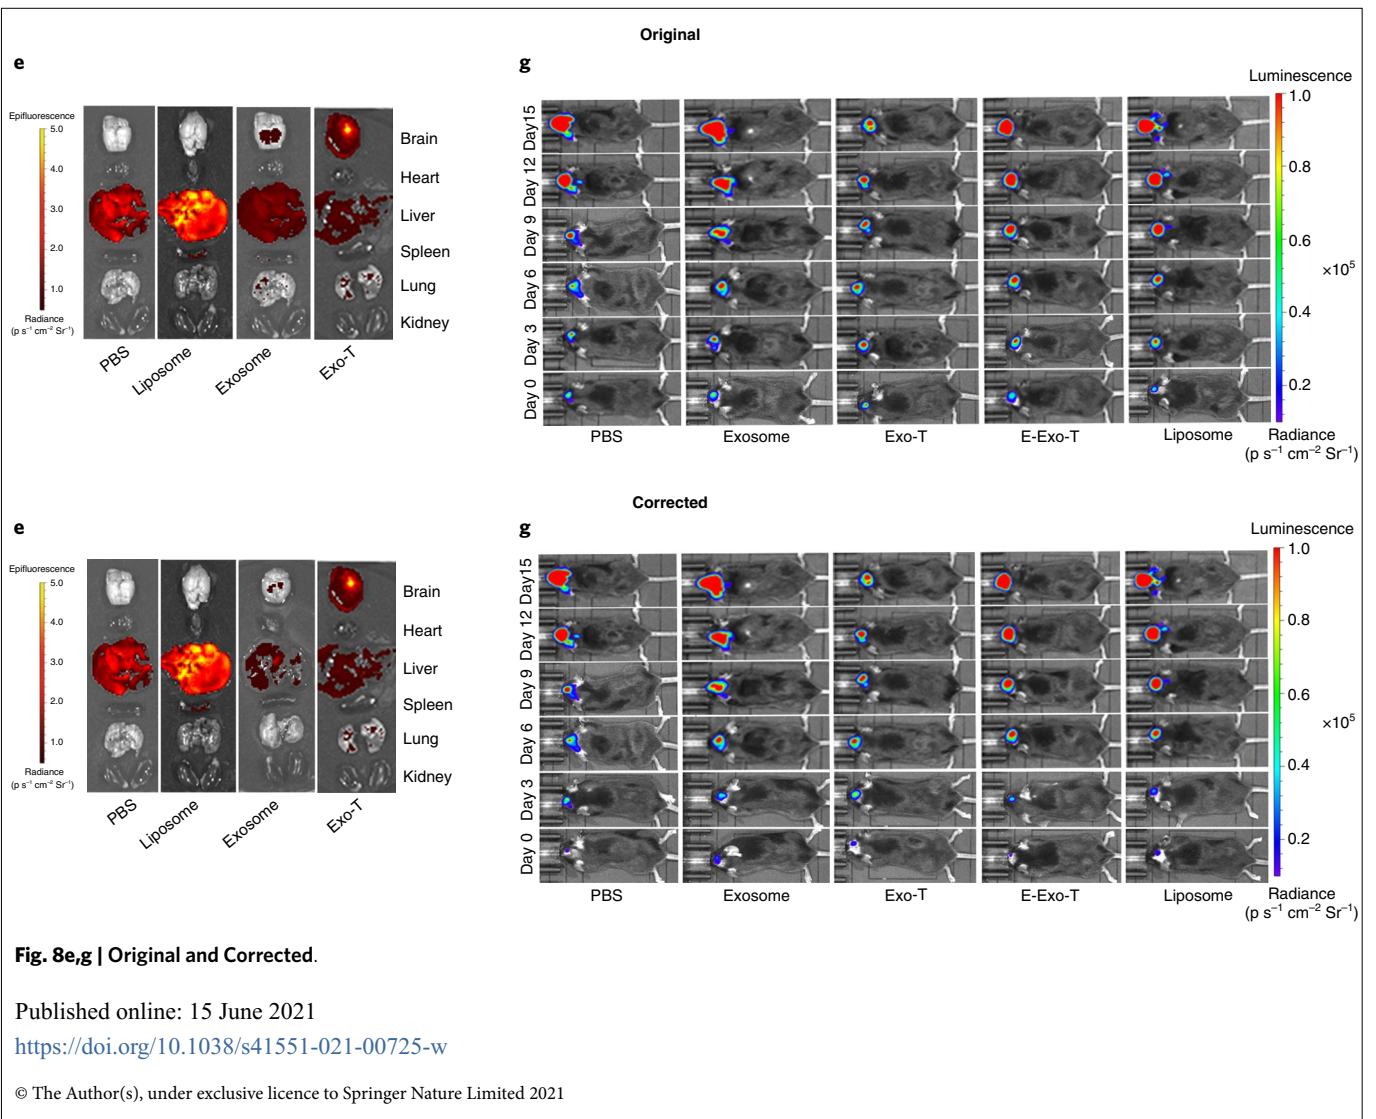 Original
e
Epifluorescence
5.0
4.0
3.0
2.0
1.0
Radiance
(p s⁻¹ cm⁻² Sr⁻¹)
Brain
Heart
Liver
Spleen
Lung
Kidney
PBS
Liposome
Exosome
Exo-T
g
Day15
Day 12
Day 9
Day 6
Day 3
Day 0
PBS
Exosome
Exo-T
E-Exo-T
Liposome
Luminescence
1.0
0.8
0.6
×10⁵
0.4
0.2
Radiance
(p s⁻¹ cm⁻² Sr⁻¹)
Corrected
e
Epifluorescence
5.0
4.0
3.0
2.0
1.0
Radiance
(p s⁻¹ cm⁻² Sr⁻¹)
Brain
Heart
Liver
Spleen
Lung
Kidney
PBS
Liposome
Exosome
Exo-T
g
Day15
Day 12
Day 9
Day 6
Day 3
Day 0
PBS
Exosome
Exo-T
E-Exo-T
Liposome
Luminescence
1.0
0.8
0.6
×10⁵
0.4
0.2
Radiance
(p s⁻¹ cm⁻² Sr⁻¹)
Fig. 8e,g | Original and Corrected.
Published online: 15 June 2021
https://doi.org/10.1038/s41551-021-00725-w
© The Author(s), under exclusive licence to Springer Nature Limited 2021